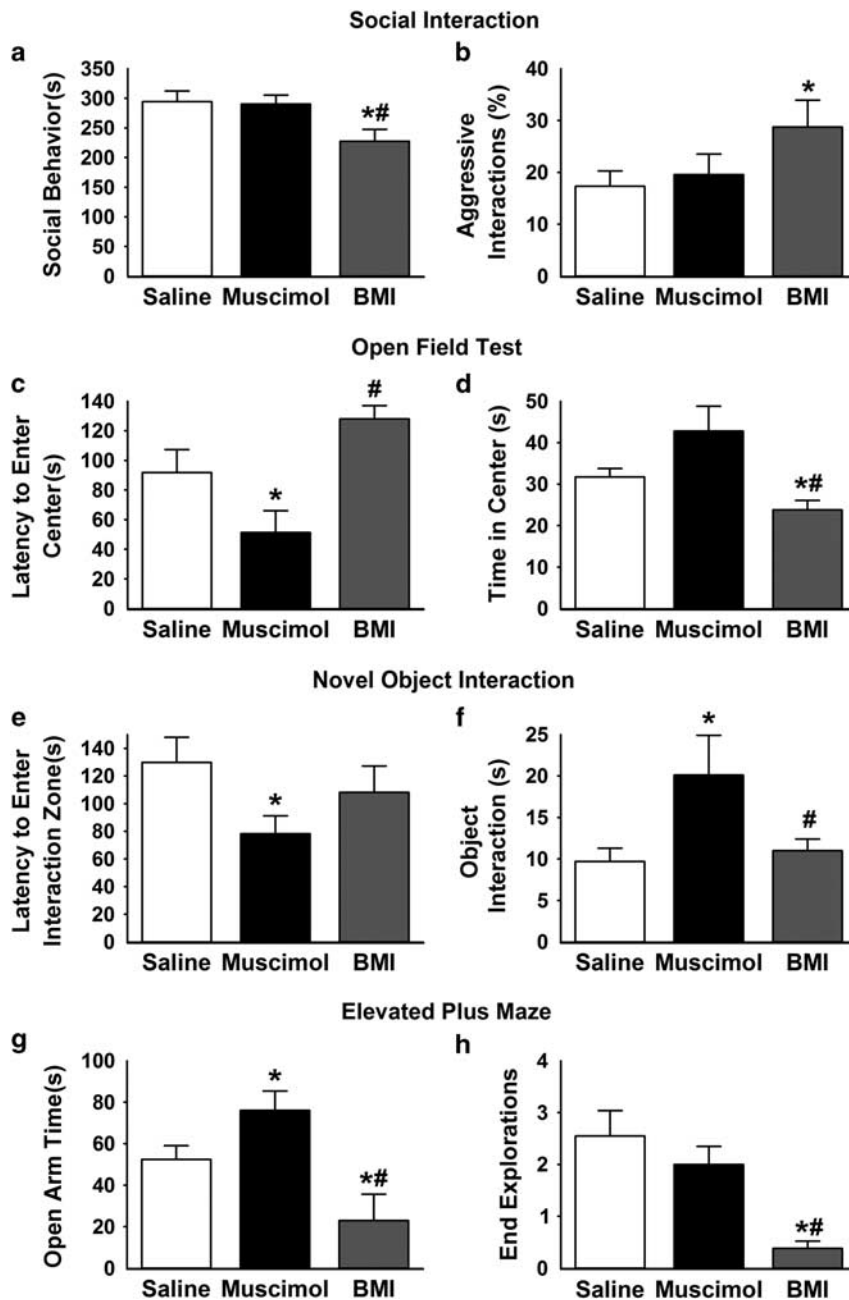 Social Interaction
a
b
Social Behavior(s)
350
300
250
200
150
100
50
0
*#
Saline Muscimol BMI
Aggressive
Interactions (%)
40
30
20
10
0
*
Saline Muscimol BMI
Open Field Test
c
d
Latency to Enter
Center(s)
140
120
100
80
60
40
20
0
*
#
Saline Muscimol BMI
Time in Center (s)
50
40
30
20
10
0
*#
Saline Muscimol BMI
Novel Object Interaction
e
f
Latency to Enter
Interaction Zone(s)
140
120
100
80
60
40
20
0
*
Saline Muscimol BMI
Object
Interaction (s)
25
20
15
10
5
0
*
#
Saline Muscimol BMI
Elevated Plus Maze
g
h
Open Arm Time(s)
100
80
60
40
20
0
*
*#
Saline Muscimol BMI
End Explorations
4
3
2
1
0
*#
Saline Muscimol BMI